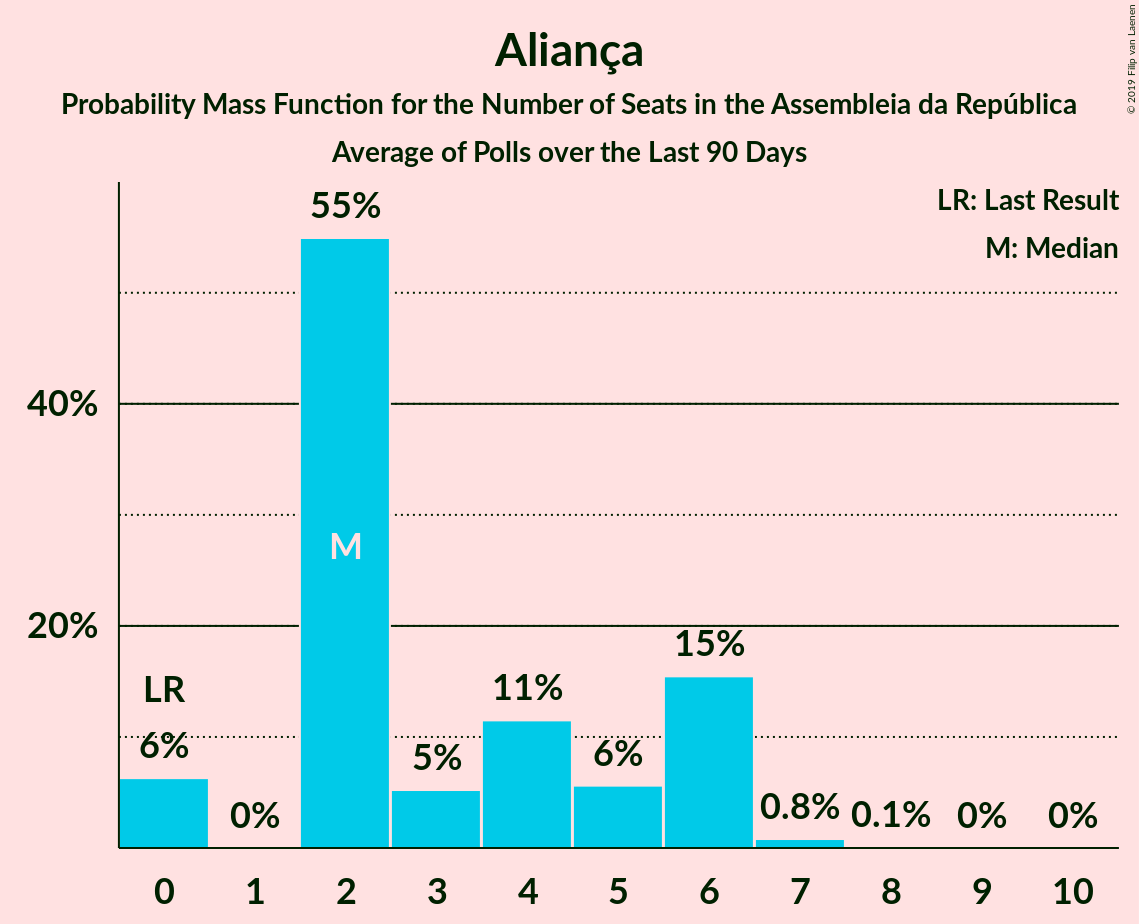 Aliança
Probability Mass Function for the Number of Seats in the Assembleia da República
Average of Polls over the Last 90 Days
© 2019 Filip van Laenen
LR: Last Result
M: Median
55%
40%
M
20%
15%
LR
11%
6%
5%
6%
0%
0.8%
0.1%
0%
0%
0 1 2 3 4 5 6 7 8 9 10